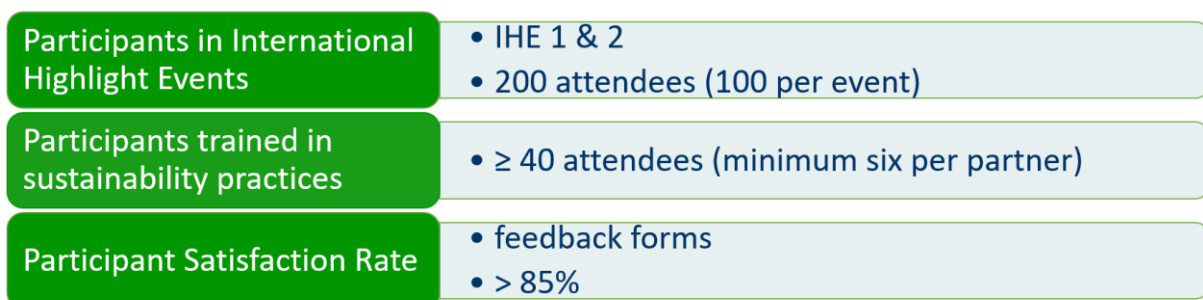 Participants in International
Highlight Events
• IHE 1 & 2
• 200 attendees (100 per event)
Participants trained in
sustainability practices
• ≥ 40 attendees (minimum six per partner)
Participant Satisfaction Rate
• feedback forms
• > 85%